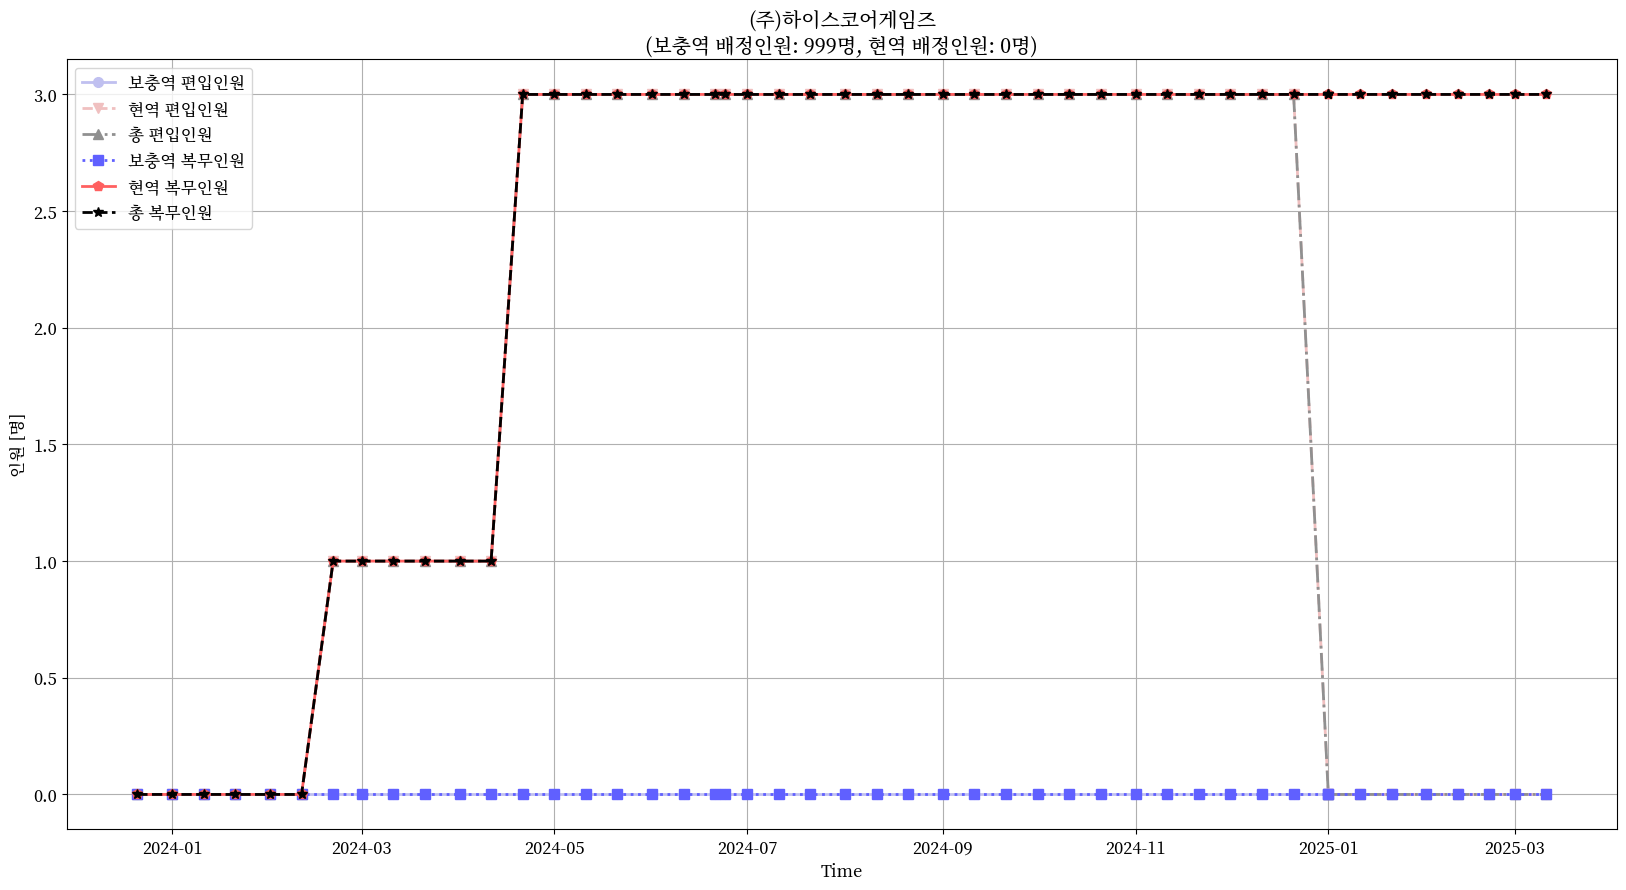 (주)하이스코어게임즈
(보충역 배정인원: 999명, 현역 배정인원: 0명)
보충역 편입인원
현역 편입인원
총 편입인원
보충역 복무인원
현역 복무인원
총 복무인원
3.0
2.5
2.0
1.5
1.0
0.5
0.0
인원 [명]
2024-01
2024-03
2024-05
2024-07
2024-09
2024-11
2025-01
2025-03
Time